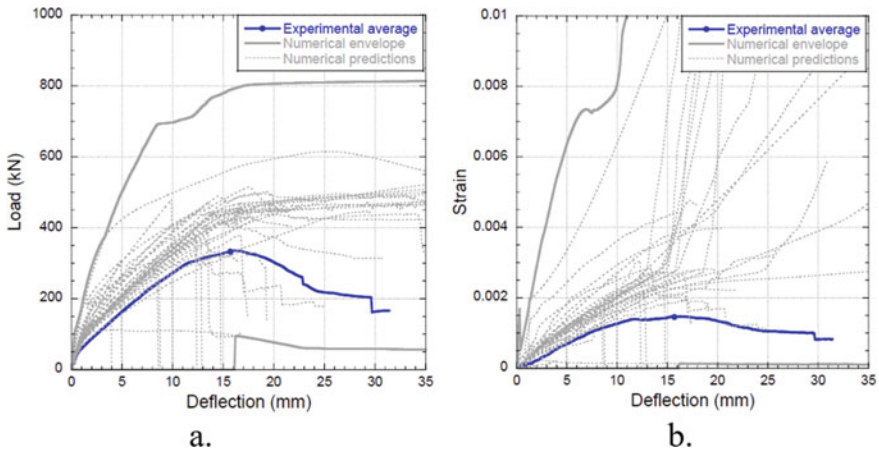 1000
800
600
400
200
0
Load (kN)
0 5 10 15 20 25 30 35
Deflection (mm)
Experimental average
Numerical envelope
Numerical predictions
a.
0.01
0.008
0.006
0.004
0.002
0
Strain
0 5 10 15 20 25 30 35
Deflection (mm)
Experimental average
Numerical envelope
Numerical predictions
b.